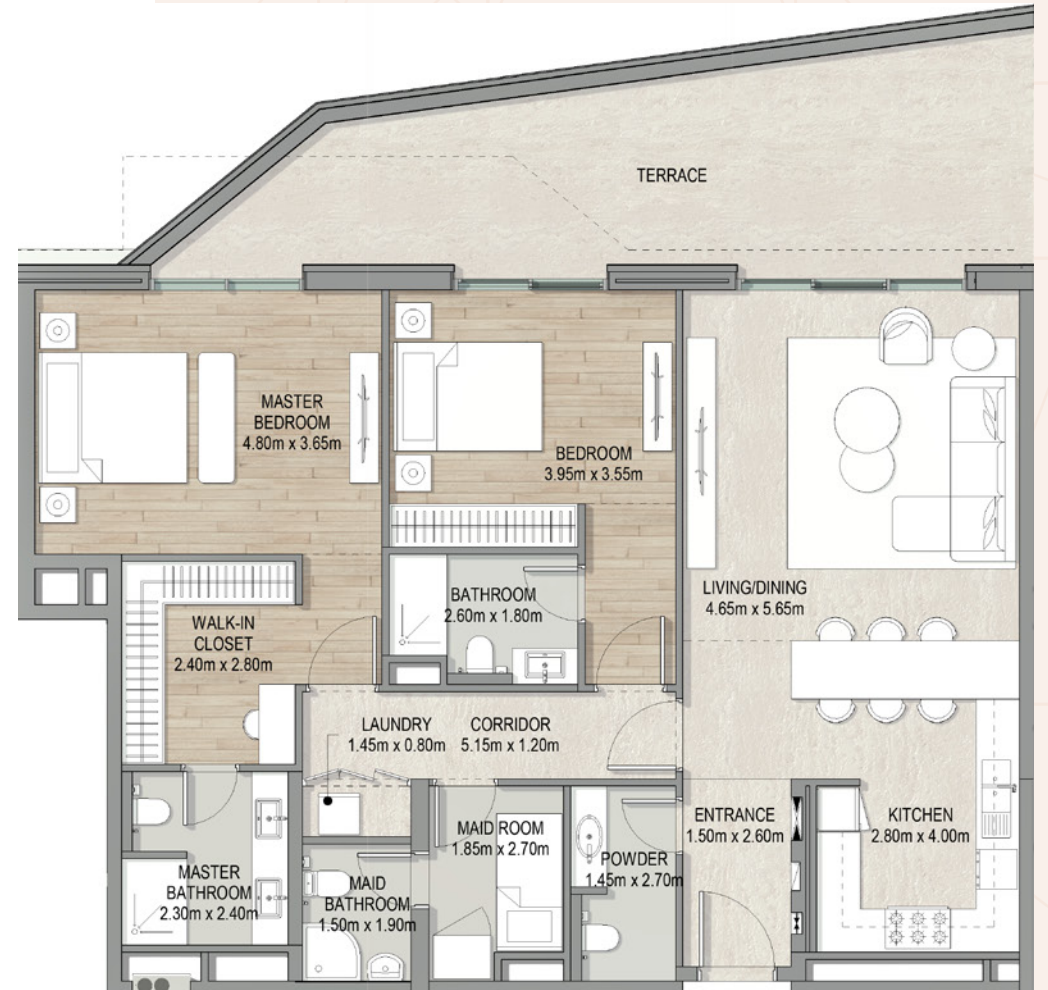 TERRACE
MASTER
BEDROOM
4.80m x 3.65m
BEDROOM
3.95m x 3.55m
LIVING/DINING
4.65m x 5.65m
BATHROOM
2.60m x 1.80m
WALK-IN
CLOSET
2.40m x 2.80m
LAUNDRY
1.45m x 0.80m
CORRIDOR
5.15m x 1.20m
ENTRANCE
1.50m x 2.60m
KITCHEN
2.80m x 4.00m
MAID ROOM
1.85m x 2.70m
POWDER
1.45m x 2.70m
MASTER
BATHROOM
2.30m x 2.40m
MAID
BATHROOM
1.50m x 1.90m